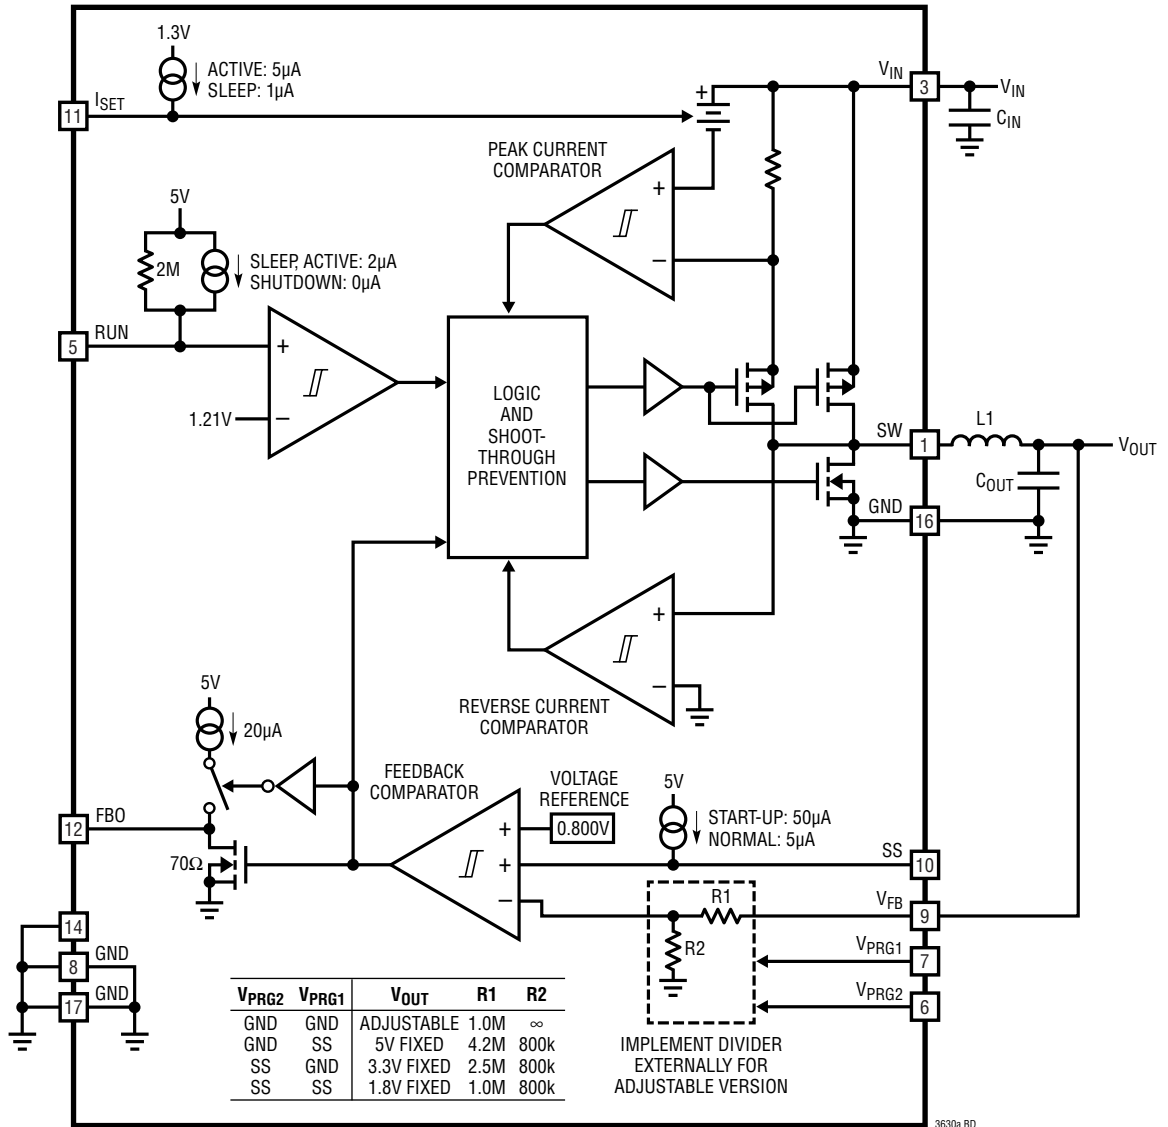 1.3V
ACTIVE: 5µA
SLEEP: 1µA
11
ISET
+
VIN
3
VIN
CIN
PEAK CURRENT
COMPARATOR
+
−
5V
2M
SLEEP, ACTIVE: 2µA
SHUTDOWN: 0µA
5
RUN
+
1.21V
−
LOGIC
AND
SHOOT-
THROUGH
PREVENTION
SW
1
L1
VOUT
COUT
GND
16
+
−
REVERSE CURRENT
COMPARATOR
5V
20µA
FEEDBACK
COMPARATOR
VOLTAGE
REFERENCE
0.800V
5V
START-UP: 50µA
NORMAL: 5µA
12
FBO
70Ω
+
+
−
SS
10
R1
VFB
9
R2
VPRG1
7
VPRG2
6
14
8
GND
17
GND
VPRG2 VPRG1 VOUT R1 R2
GND GND ADJUSTABLE 1.0M ∞
GND SS 5V FIXED 4.2M 800k
SS GND 3.3V FIXED 2.5M 800k
SS SS 1.8V FIXED 1.0M 800k
IMPLEMENT DIVIDER
EXTERNALLY FOR
ADJUSTABLE VERSION
3630a BD